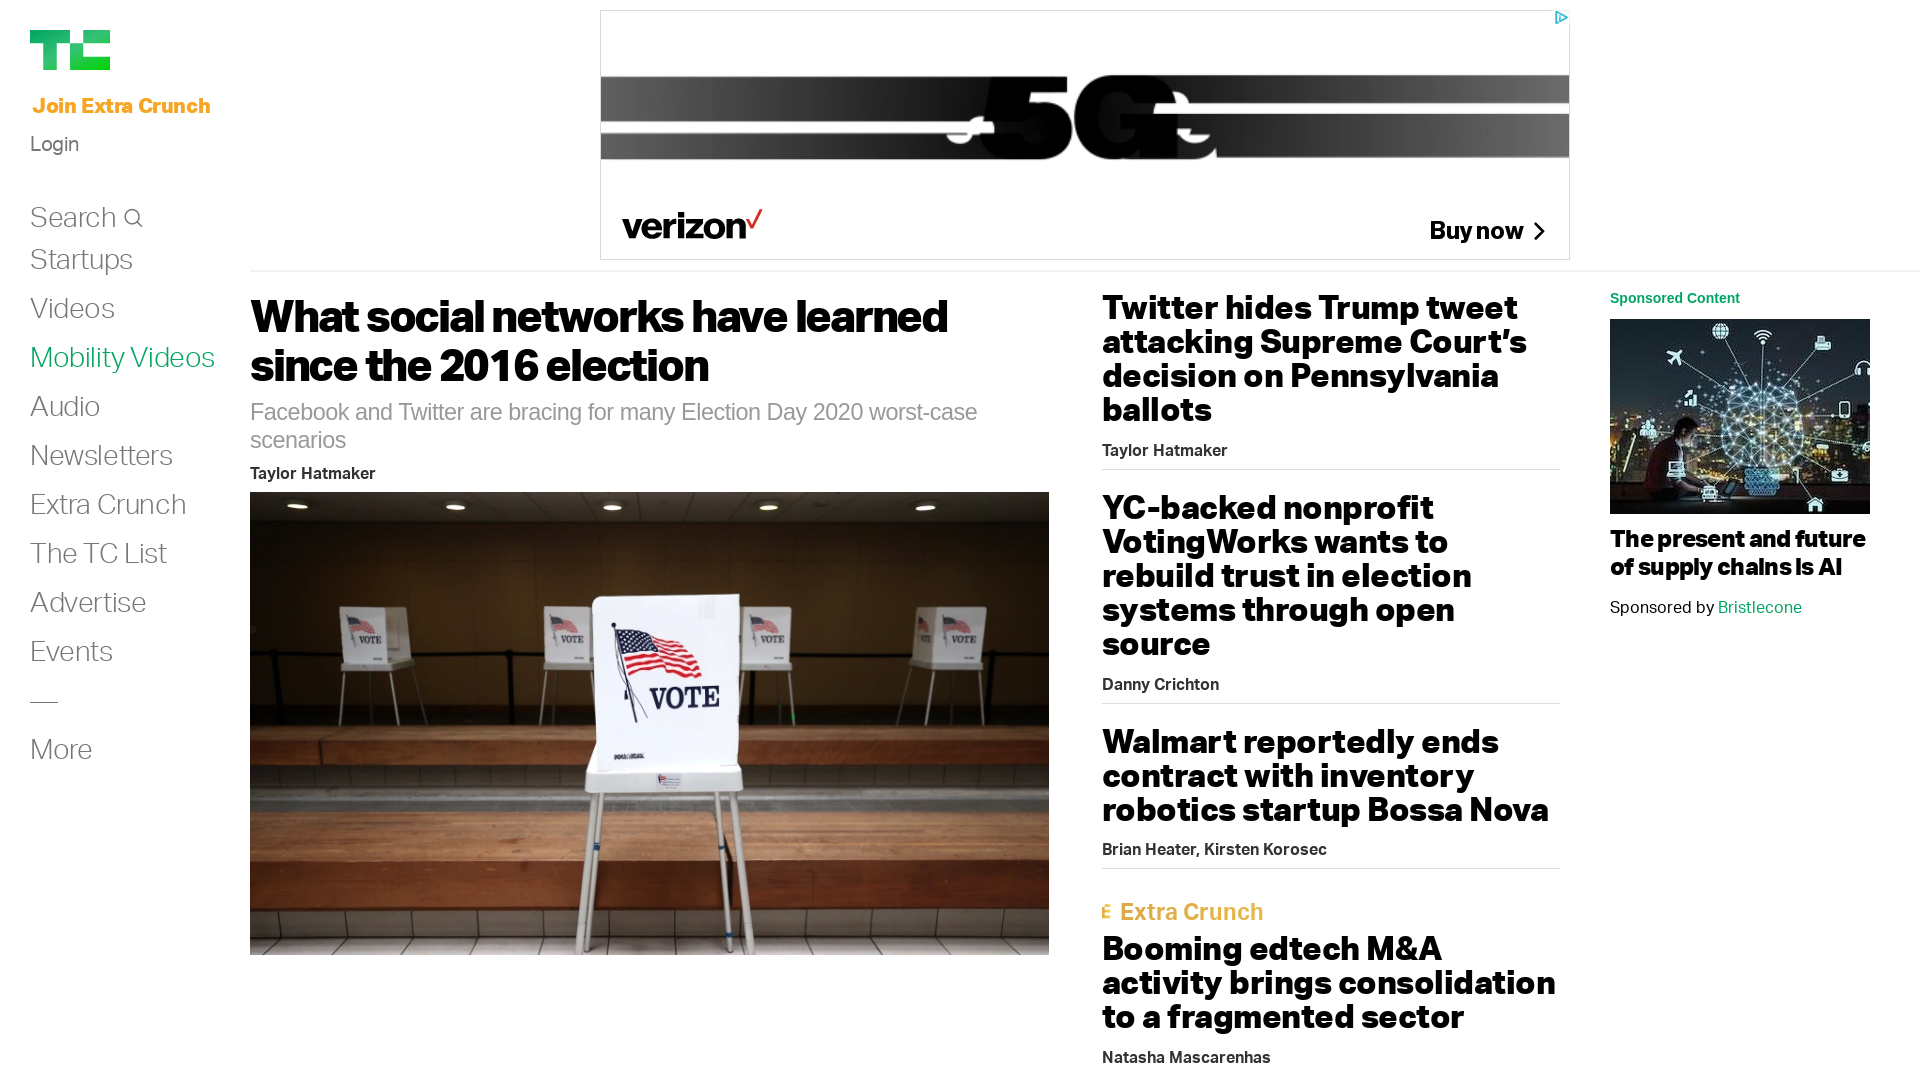 TC
Join Extra Crunch
Login
Search
Startups
Videos
Mobility Videos
Audio
Newsletters
Extra Crunch
The TC List
Advertise
Events
More
5G
verizon
Buy now
What social networks have learned
since the 2016 election
Facebook and Twitter are bracing for many Election Day 2020 worst-case
scenarios
Taylor Hatmaker
VOTE
VOTE
VOTE
VOTE
VOTE
Twitter hides Trump tweet
attacking Supreme Court’s
decision on Pennsylvania
ballots
Taylor Hatmaker
YC-backed nonprofit
VotingWorks wants to
rebuild trust in election
systems through open
source
Danny Crichton
Walmart reportedly ends
contract with inventory
robotics startup Bossa Nova
Brian Heater, Kirsten Korosec
Extra Crunch
Booming edtech M&A
activity brings consolidation
to a fragmented sector
Natasha Mascarenhas
Sponsored Content
The present and future
of supply chains is AI
Sponsored by Bristlecone